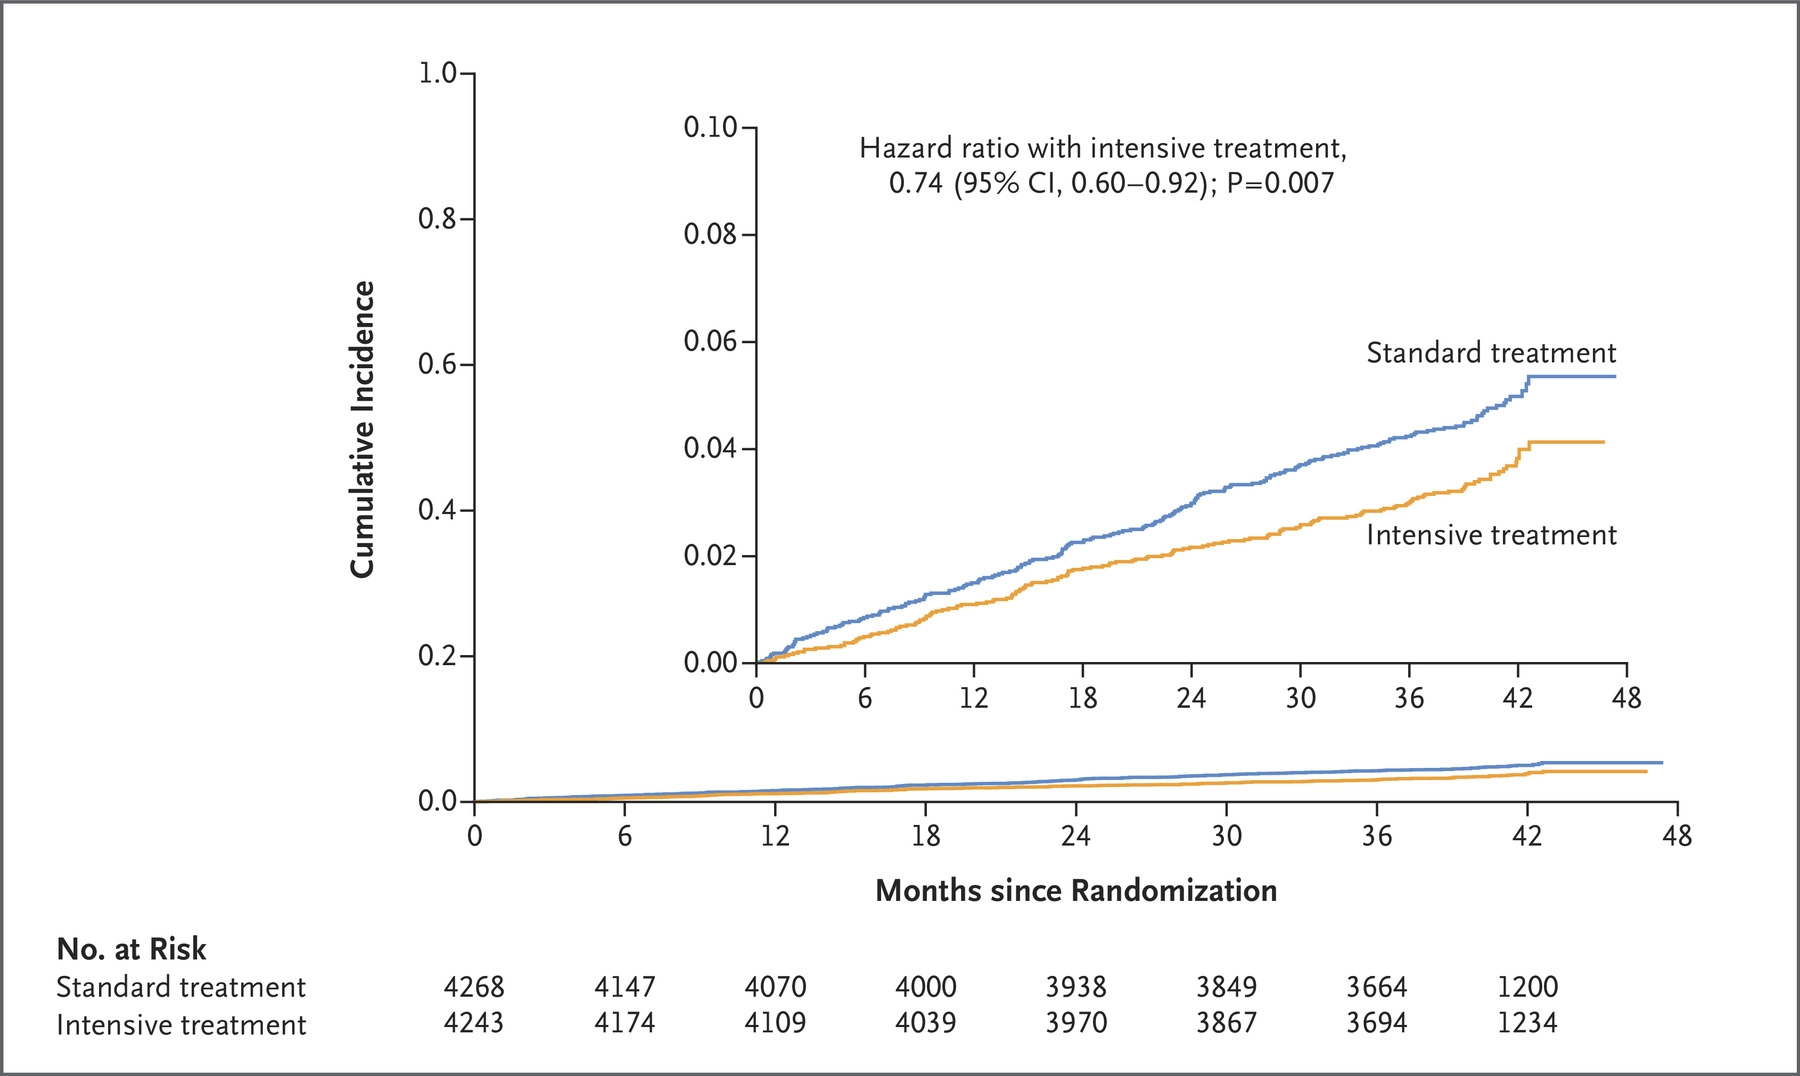 1.0
0.8
0.6
0.4
0.2
0.0
Cumulative Incidence
0.10
0.08
0.06
0.04
0.02
0.00
Hazard ratio with intensive treatment,
0.74 (95% CI, 0.60–0.92); P=0.007
Standard treatment
Intensive treatment
0 6 12 18 24 30 36 42 48
0 6 12 18 24 30 36 42 48
Months since Randomization
No. at Risk
Standard treatment 4268 4147 4070 4000 3938 3849 3664 1200
Intensive treatment 4243 4174 4109 4039 3970 3867 3694 1234